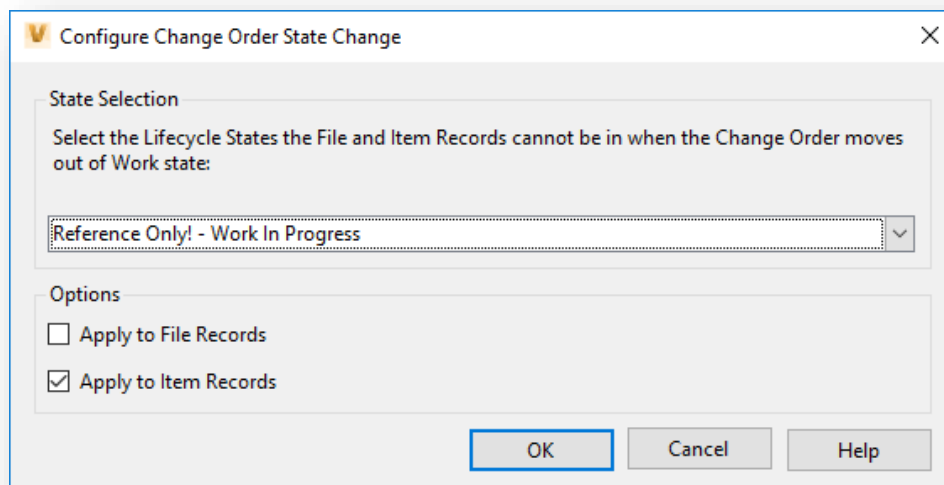 Configure Change Order State Change
State Selection
Select the Lifecycle States the File and Item Records cannot be in when the Change Order moves
out of Work state:
Reference Only! - Work In Progress
Options
Apply to File Records
Apply to Item Records
OK
Cancel
Help